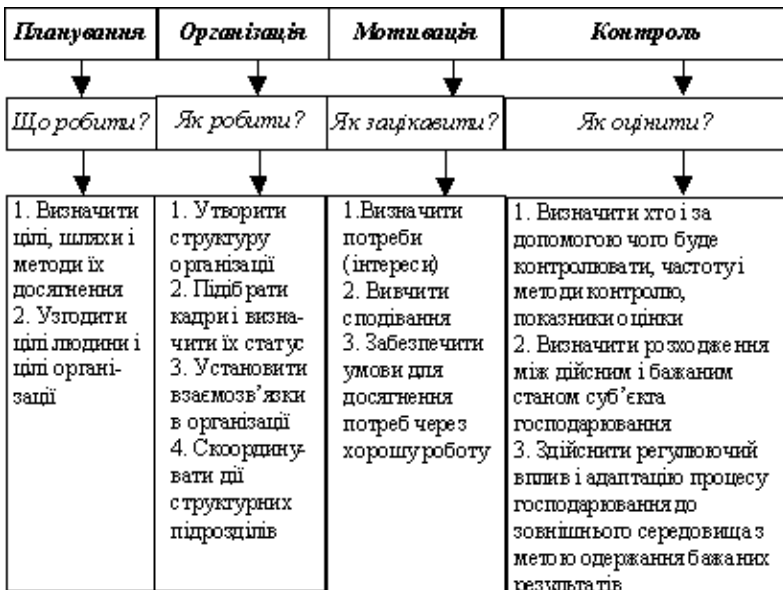 Планування
Організація
Мотивація
Контроль
Що робити?
Як робити?
Як зацікавити?
Як оцінити?
1. Визначити
цілі, шляхи і
методи їх
досягнення
2. Узгодити
цілі людини і
цілі органі-
зації
1. Утворити
структуру
організації
2. Підібрати
кадри і визна-
чити їх статус
3. Установити
взаємозв’язки
в організації
4. Скоордину-
вати дії
структурних
підрозділів
1.Визначити
потреби
(інтереси)
2. Вивчити
сподівання
3. Забезпечити
умови для
досягнення
потреб через
хорошу роботу
1. Визначити хто і за
допомогою чого буде
контролювати, частоту і
методи контролю,
показники оцінки
2. Визначити розходження
між дійсним і бажаним
станом суб’єкта
господарювання
3. Здійснити регулюючий
вплив і адаптацію процесу
господарювання до
зовнішнього середовища з
метою одержання бажаних
результатів